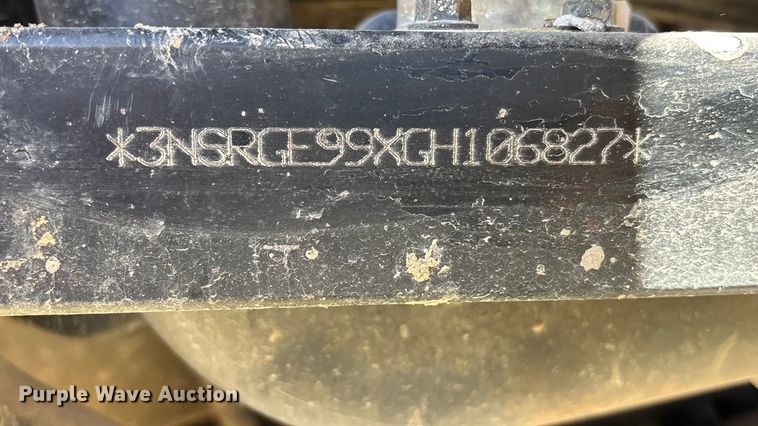 *3NSRGE99XGH106827*
Purple Wave Auction